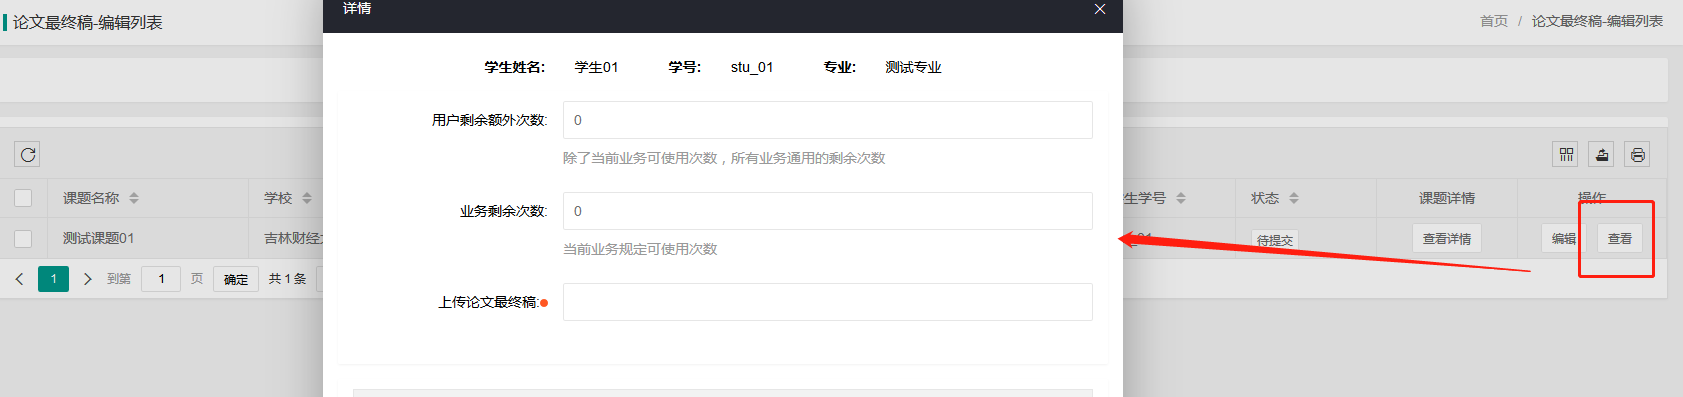 详情
论文最终稿-编辑列表
首页 / 论文最终稿-编辑列表
学生姓名: 学生01 学号: stu_01 专业: 测试专业
用户剩余额外次数: 0
除了当前业务可使用次数，所有业务通用的剩余次数
业务剩余次数: 0
当前业务规定可使用次数
上传论文最终稿:
课题名称 学校 生学号 状态 课题详情 操作
测试课题01 吉林财经 待提交 查看详情 编辑 查看
1 到第 1 页 确定 共 1 条